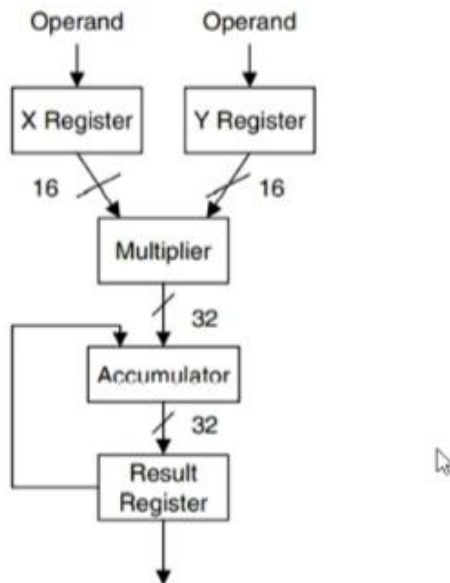 Operand Operand
X Register Y Register
16 16
Multiplier
32
Accumulator
32
Result
Register